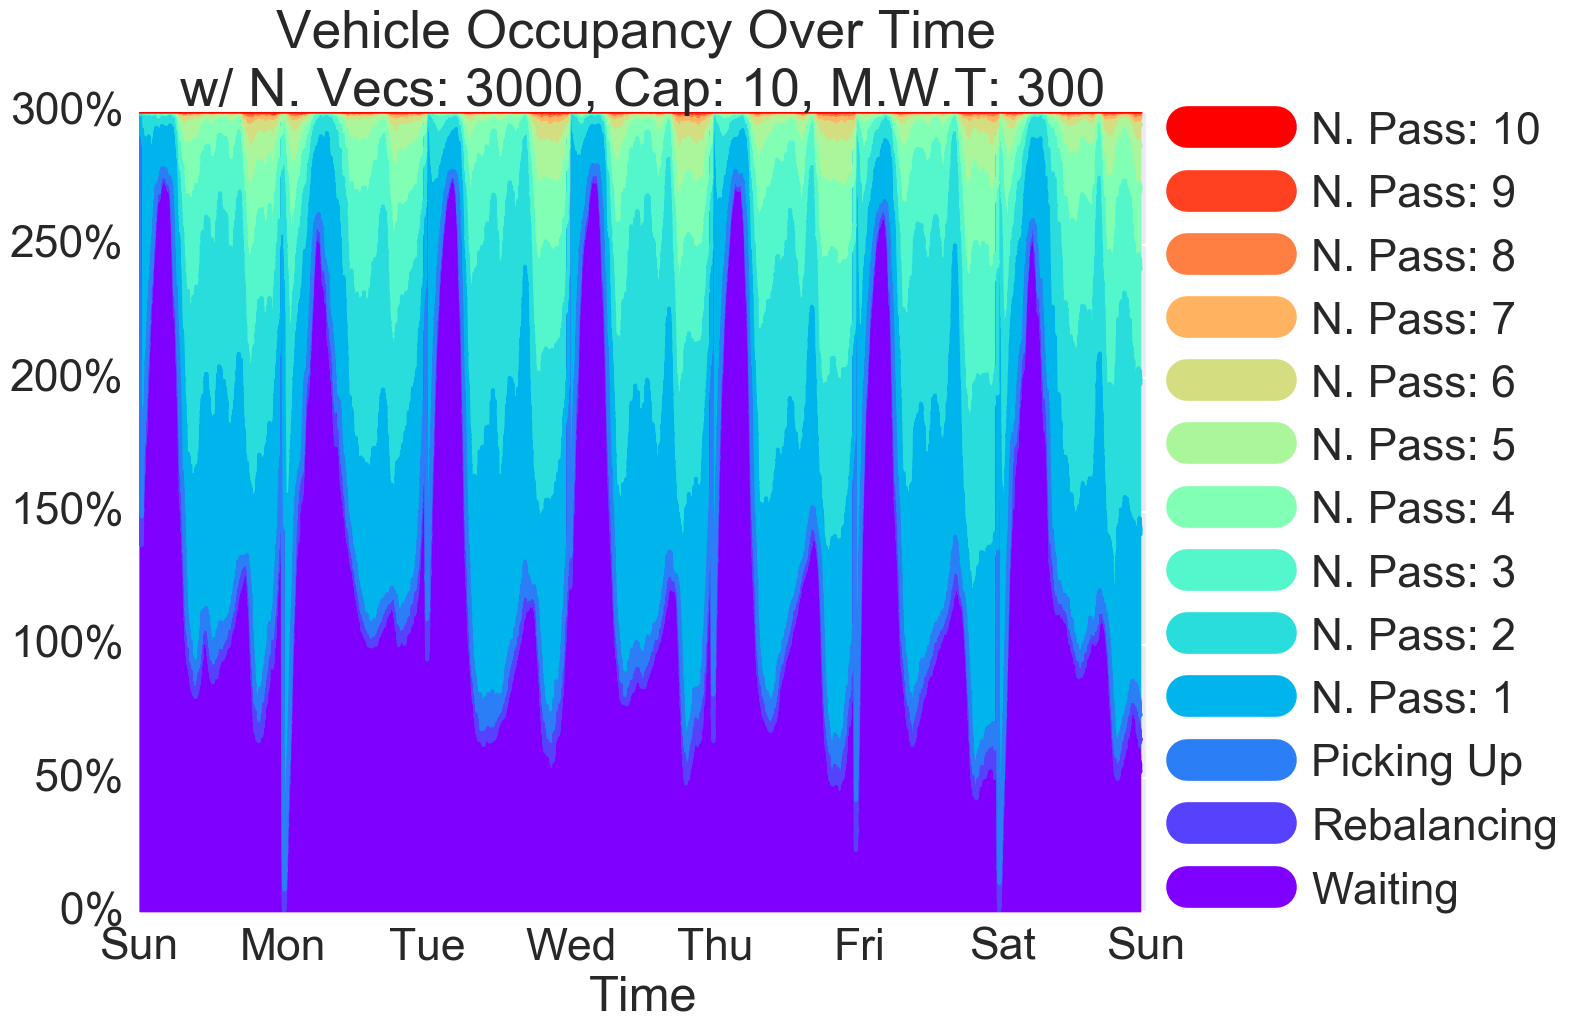 Vehicle Occupancy Over Time
w/ N. Vecs: 3000, Cap: 10, M.W.T: 300
300%
250%
200%
150%
100%
50%
0%
Sun Mon Tue Wed Thu Fri Sat Sun
Time
N. Pass: 10
N. Pass: 9
N. Pass: 8
N. Pass: 7
N. Pass: 6
N. Pass: 5
N. Pass: 4
N. Pass: 3
N. Pass: 2
N. Pass: 1
Picking Up
Rebalancing
Waiting